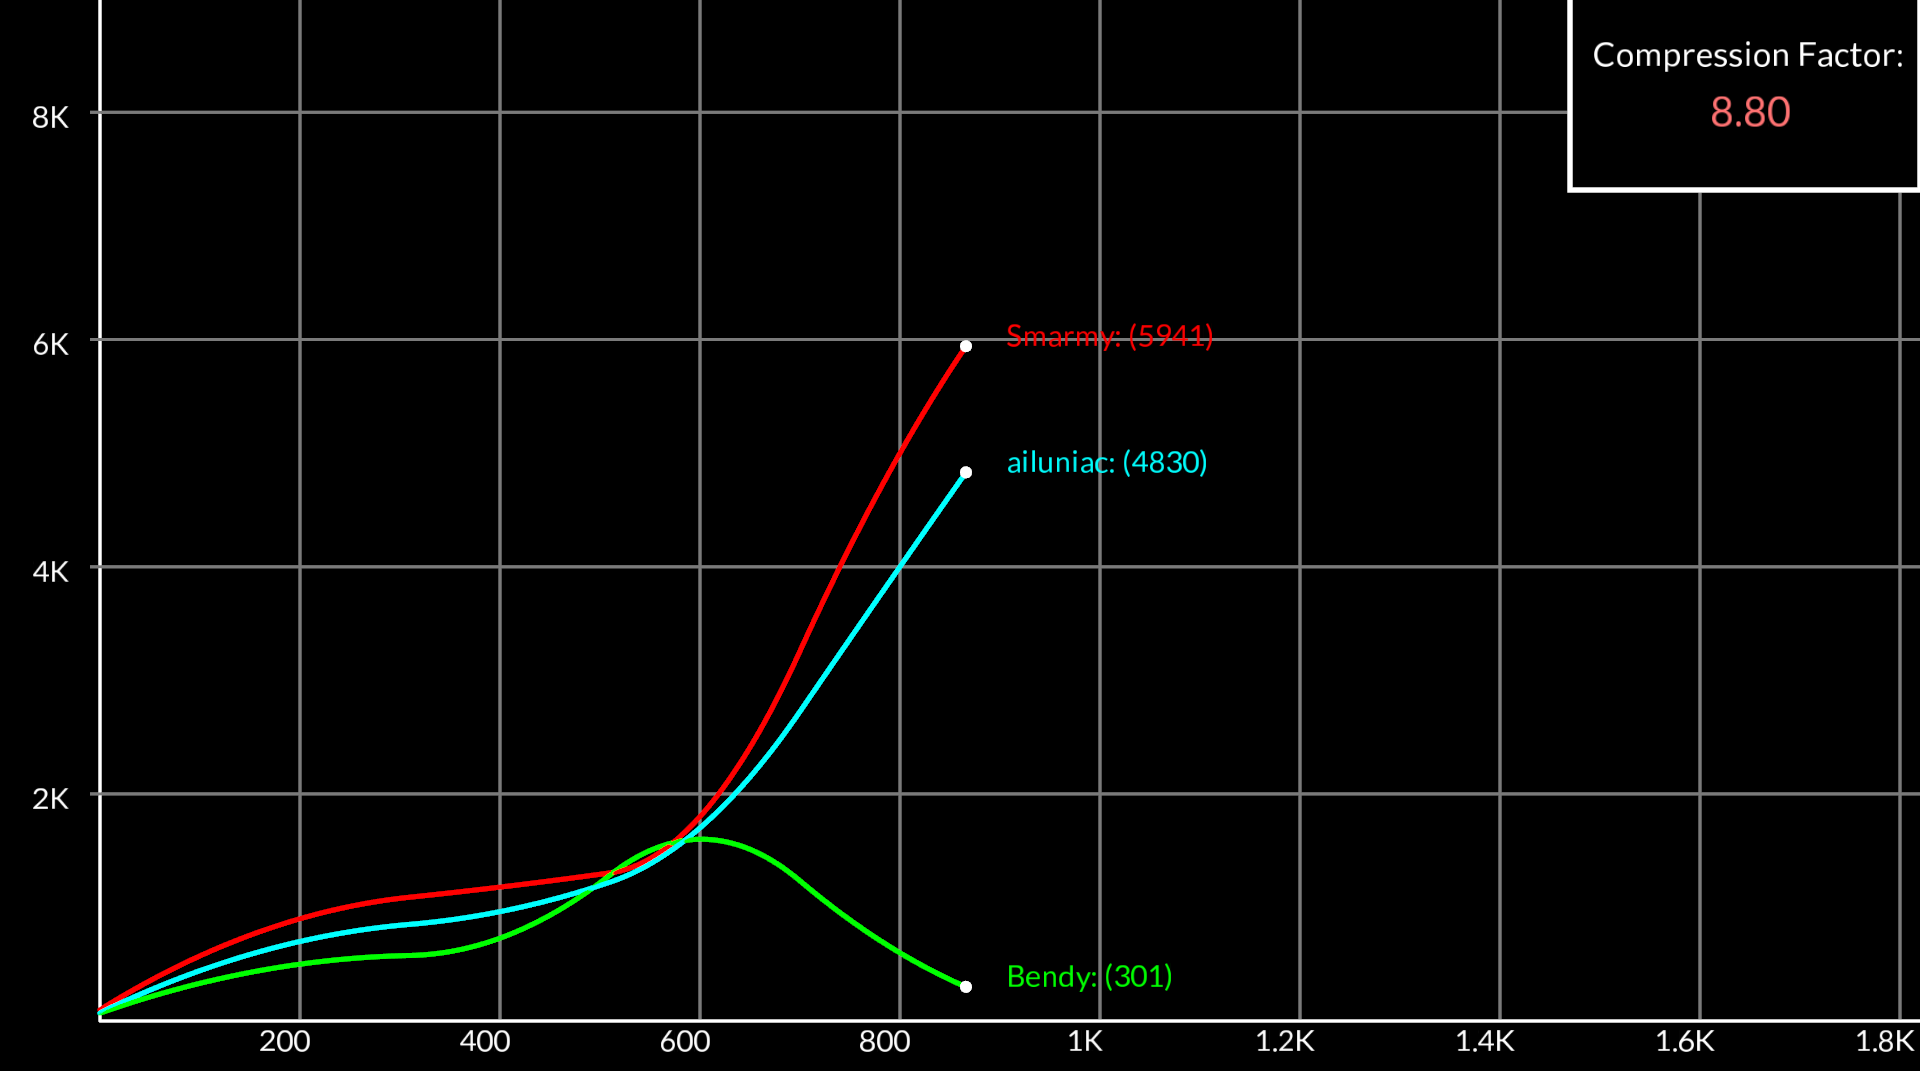 Compression Factor:
8.80
8K
6K
4K
2K
Smarmy: (5941)
ailuniac: (4830)
Bendy: (301)
200 400 600 800 1K 1.2K 1.4K 1.6K 1.8K